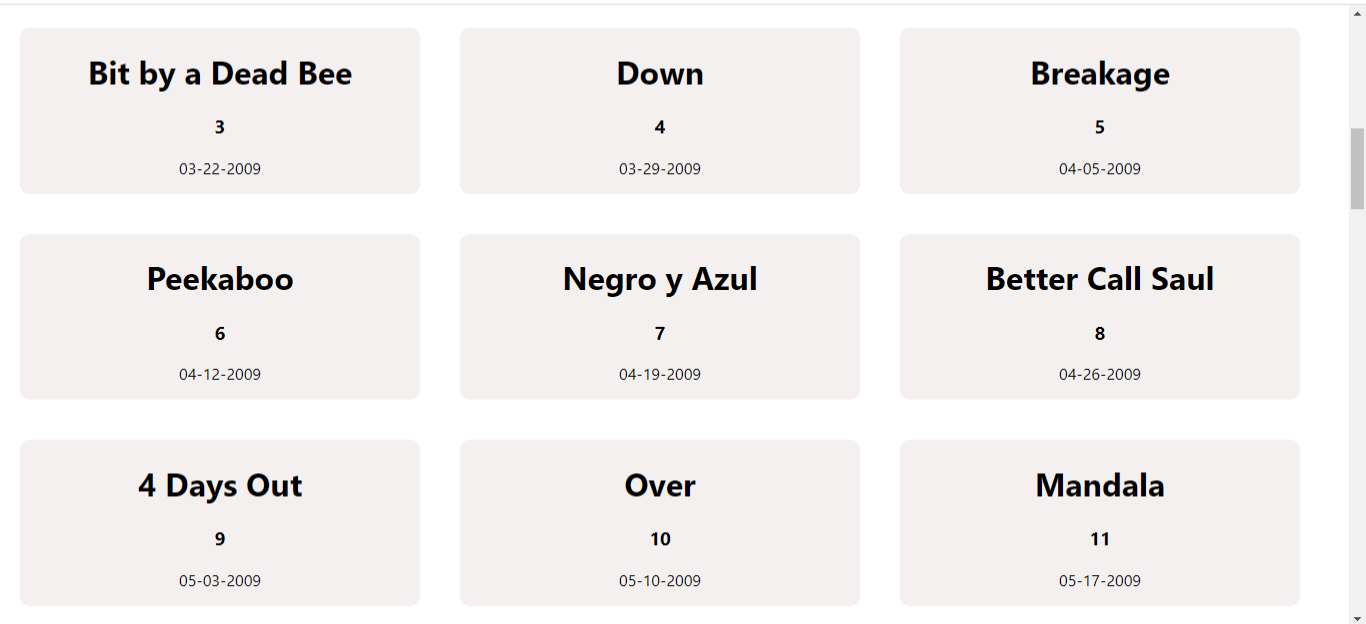 Bit by a Dead Bee
3
03-22-2009
Down
4
03-29-2009
Breakage
5
04-05-2009
Peekaboo
6
04-12-2009
Negro y Azul
7
04-19-2009
Better Call Saul
8
04-26-2009
4 Days Out
9
05-03-2009
Over
10
05-10-2009
Mandala
11
05-17-2009